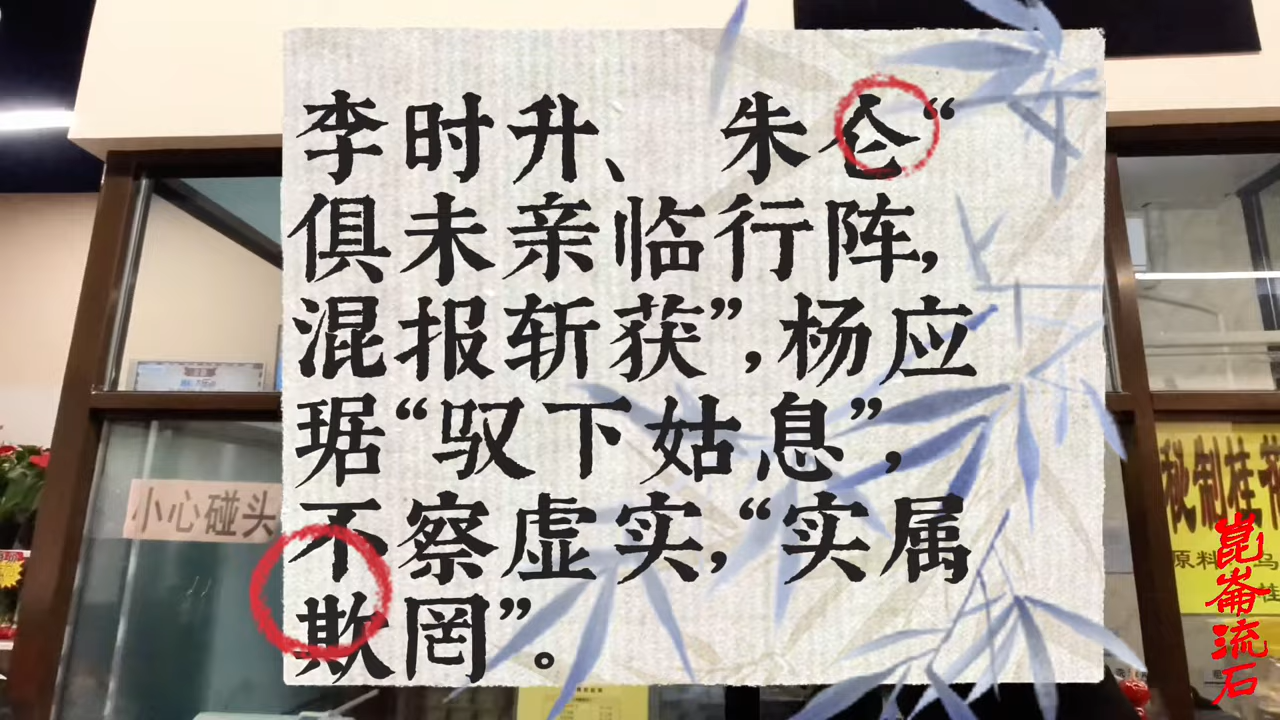 李时升、朱仑“
俱未亲临行阵，
混报斩获”，杨应
琚“驭下姑息”，
不察虚实，“实属
欺罔”。
小心碰头
秘制桂
原料
崑崙流石